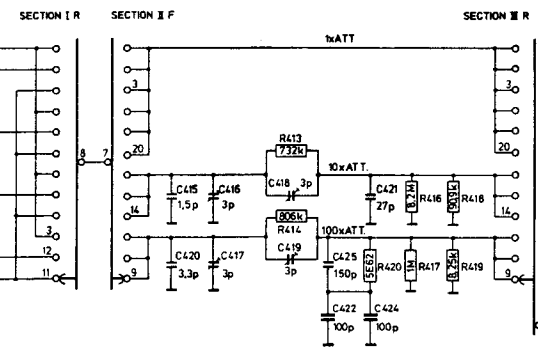 SECTION I R
SECTION II F
SECTION III R
1xATT
3
3
8
7
20
20
R413
732k
10xATT.
C415
1,5p
C416
3p
C418
3p
C421
27p
8.2M
R416
90,9k
R418
14
14
806k
R414
100xATT.
3
12
11
9
C420
3,3p
C417
3p
C419
3p
C425
150p
5E62
R420
1M
R417
8,25k
R419
9
C422
100p
C424
100p